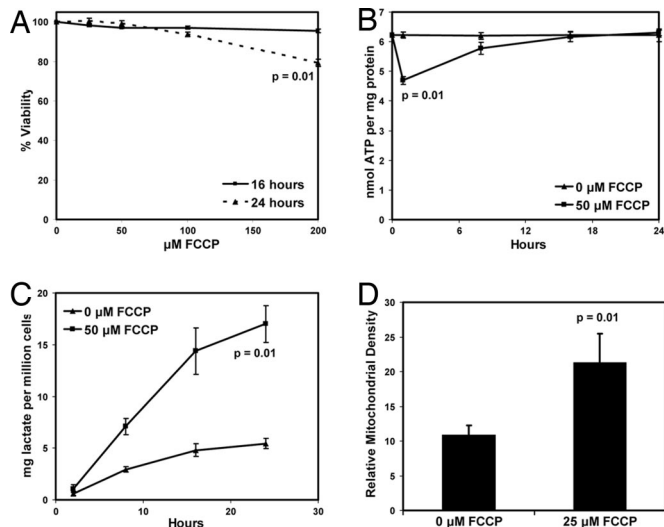 A
100
80
60
40
20
0
% Viability
p = 0.01
16 hours
24 hours
0
50
100
150
200
µM FCCP
B
7
6
5
4
3
2
1
0
nmol ATP per mg protein
p = 0.01
0 µM FCCP
50 µM FCCP
0
6
12
18
24
Hours
C
20
15
10
5
0
mg lactate per million cells
0 µM FCCP
50 µM FCCP
p = 0.01
0
10
20
30
Hours
D
30
25
20
15
10
5
0
Relative Mitochondrial Density
p = 0.01
0 µM FCCP
25 µM FCCP